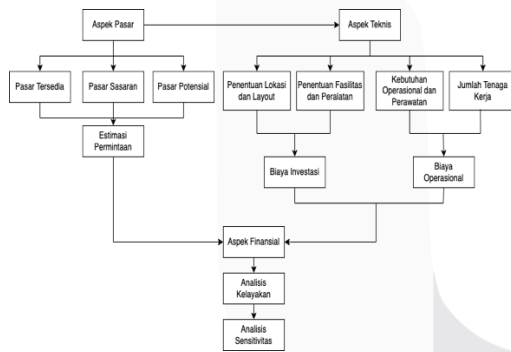 Aspek Pasar
Aspek Teknis
Pasar Tersedia
Pasar Sasaran
Pasar Potensial
Penentuan Lokasi
dan Layout
Penentuan Fasilitas
dan Peralatan
Kebutuhan
Operasional dan
Perawatan
Jumlah Tenaga
Kerja
Estimasi
Permintaan
Biaya Investasi
Biaya
Operasional
Aspek Finansial
Analisis
Kelayakan
Analisis
Sensitivitas